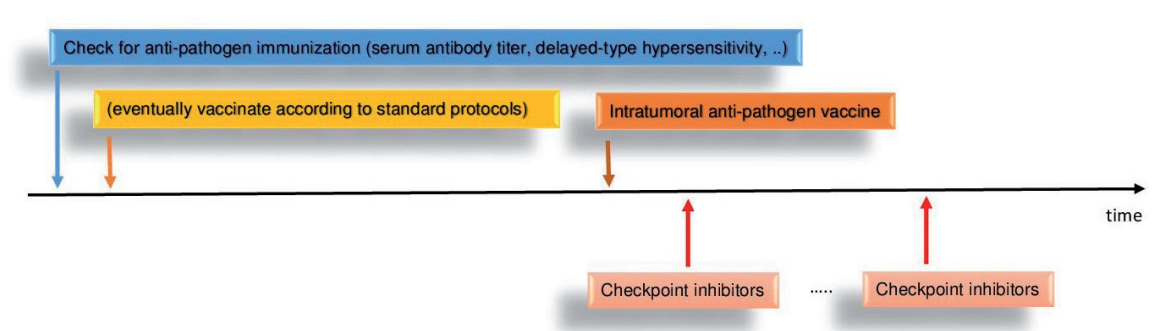 Check for anti-pathogen immunization (serum antibody titer, delayed-type hypersensitivity, ..)
(eventually vaccinate according to standard protocols)
Intratumoral anti-pathogen vaccine
time
Checkpoint inhibitors
.....
Checkpoint inhibitors